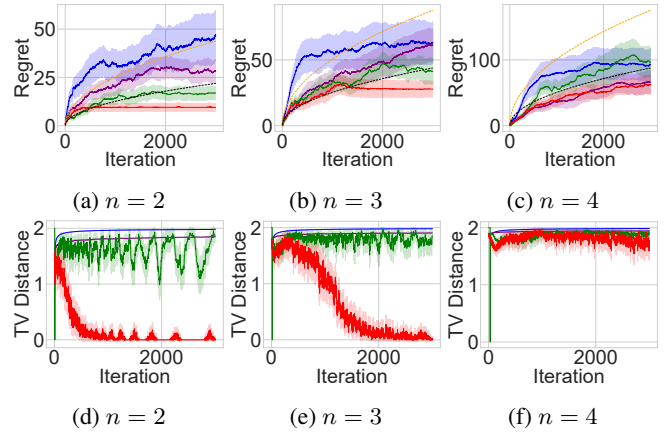 50
25
0
Regret
0
2000
Iteration
(a) n = 2
50
0
Regret
0
2000
Iteration
(b) n = 3
100
0
Regret
0
2000
Iteration
(c) n = 4
2
1
0
TV Distance
0
2000
Iteration
(d) n = 2
2
1
0
TV Distance
0
2000
Iteration
(e) n = 3
2
1
0
TV Distance
0
2000
Iteration
(f) n = 4